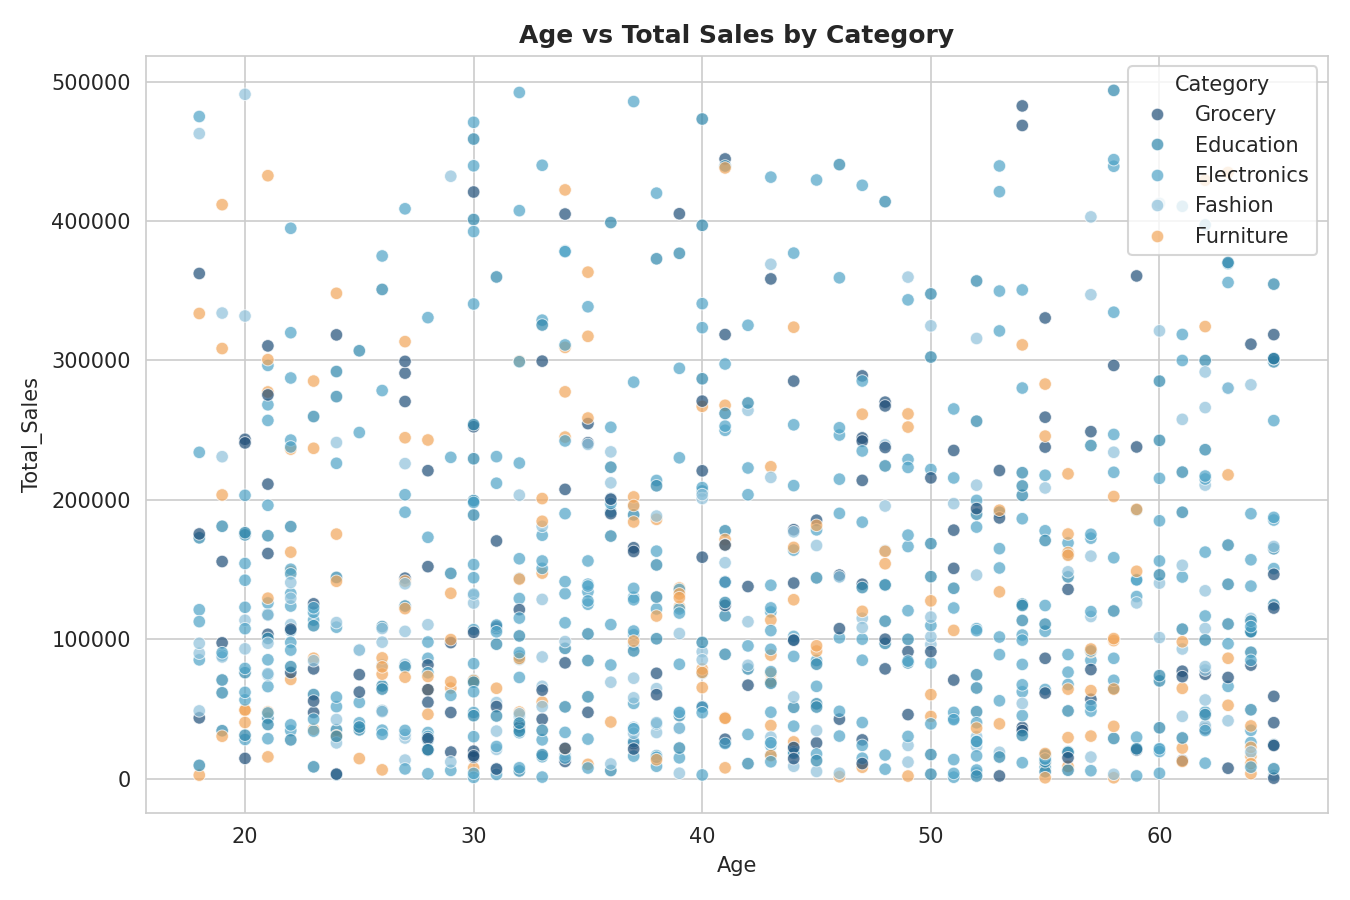 Age vs Total Sales by Category
Total_Sales
500000
400000
300000
200000
100000
0
Category
Grocery
Education
Electronics
Fashion
Furniture
20 30 40 50 60
Age